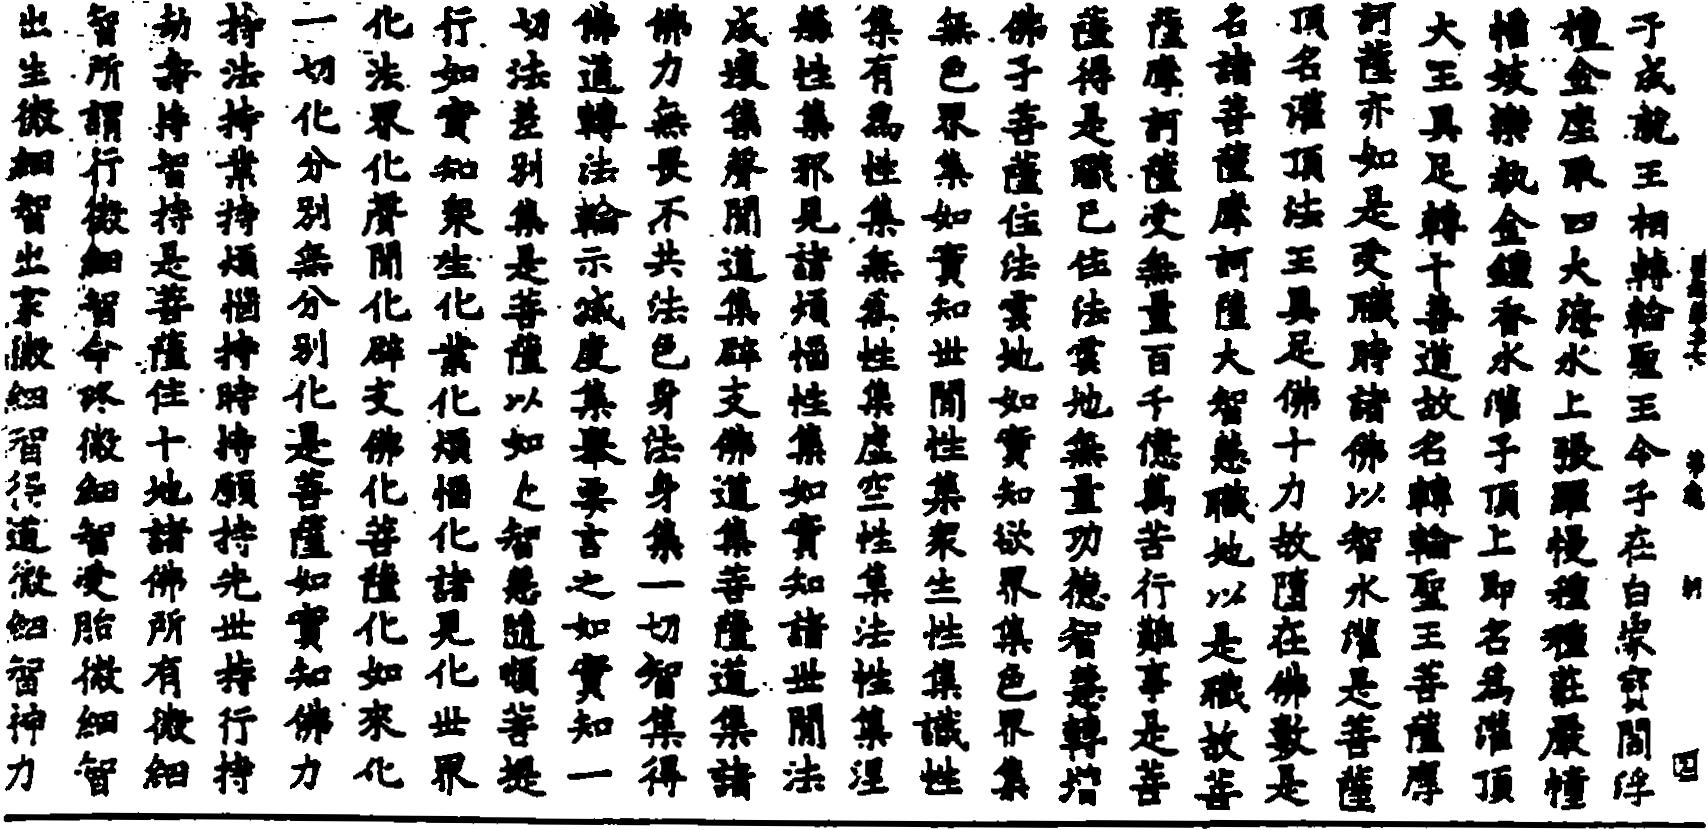 子成就王相轉輪聖王令子在白象寶閻浮
檀金座取四大海水上張羅幔種種莊嚴幢
幡妓樂執金鍾香水灌子頂上即名為灌頂
大王具足轉十善道故名轉輪聖王菩薩摩
訶薩亦如是受職時諸佛以智水灌是菩薩
頂名灌頂法王具足佛十力故墮在佛數是
名諸菩薩摩訶薩大智慧職地以是職故菩
薩摩訶薩受無量百千億萬苦行難事是菩
薩得是職已住法雲地無量功德智慧轉增
佛子菩薩住法雲地如實知欲界集色界集
無色界集如實知世間性集眾生性集識性
集有為性集無為性集虛空性集法性集涅
槃性集邪見諸煩惱性集如實知諸世間法
成壞集聲聞道集辟支佛道集菩薩道集諸
佛力無畏不共法色身法身集一切智集得
佛道轉法輪示滅度集舉要言之如實知一
切法差別集是菩薩以如上智慧隨順菩提
行如實知眾生化業化煩惱化諸見化世界
化法界化聲聞化辟支佛化菩薩化如來化
一切化分別無分別化是菩薩如實知佛力
持法持業持煩惱持時持願持先世持行持
劫壽持智持是菩薩住十地諸佛所有微細
智所謂行微細智命終微細智受胎微細智
出生微細智出家微細智得道微細智神力